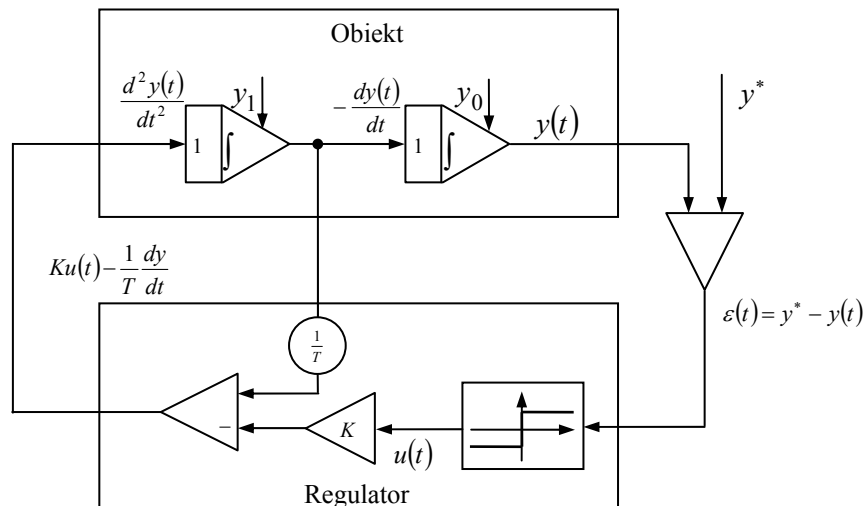 Obiekt
d²y(t)/dt²
y₁
-dy(t)/dt
y₀
y(t)
y*
1 ∫
1 ∫
Ku(t) - 1/T dy/dt
ε(t) = y* - y(t)
1/T
−
K
u(t)
Regulator